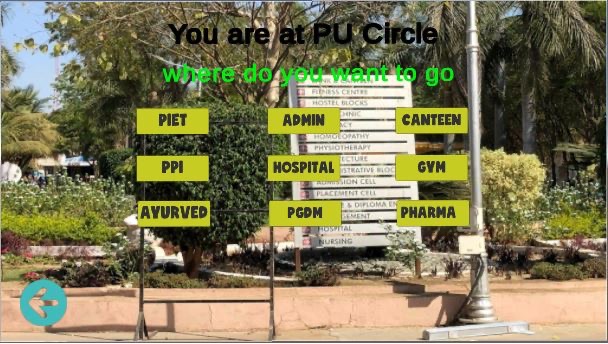 You are at PU Circle
where do you want to go
FITNESS CENTRE
HOSTEL BLOCKS
PIET ADMIN CANTEEN
HOMOEOPATHY
PHYSIOTHERAPY
PPI HOSPITAL GYM
ADMISSION CELL
PLACEMENT CELL
AYURVED PGDM PHARMA
HOSPITAL
NURSING